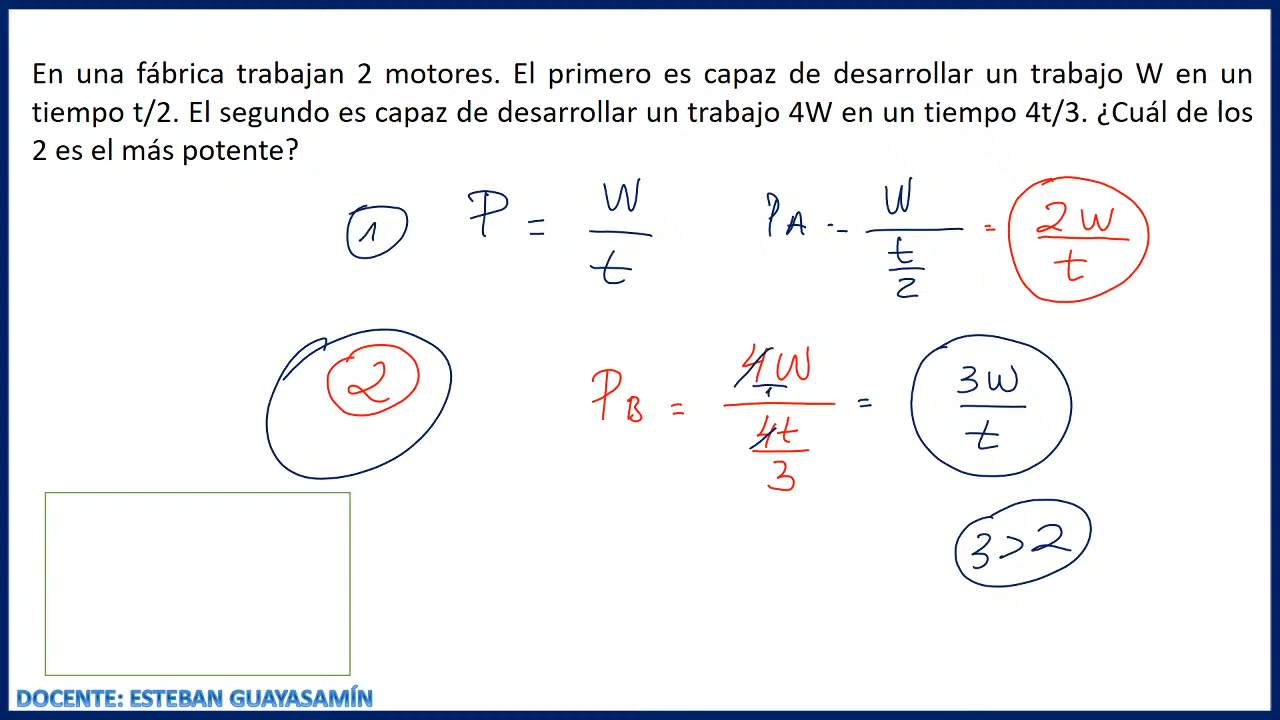 En una fábrica trabajan 2 motores. El primero es capaz de desarrollar un trabajo W en un
tiempo t/2. El segundo es capaz de desarrollar un trabajo 4W en un tiempo 4t/3. ¿Cuál de los
2 es el más potente?
1 P = W/t PA = W/(t/2) = 2W/t
2 PB = 4W/(4t/3) = 3W/t
3 > 2
DOCENTE: ESTEBAN GUAYASAMÍN